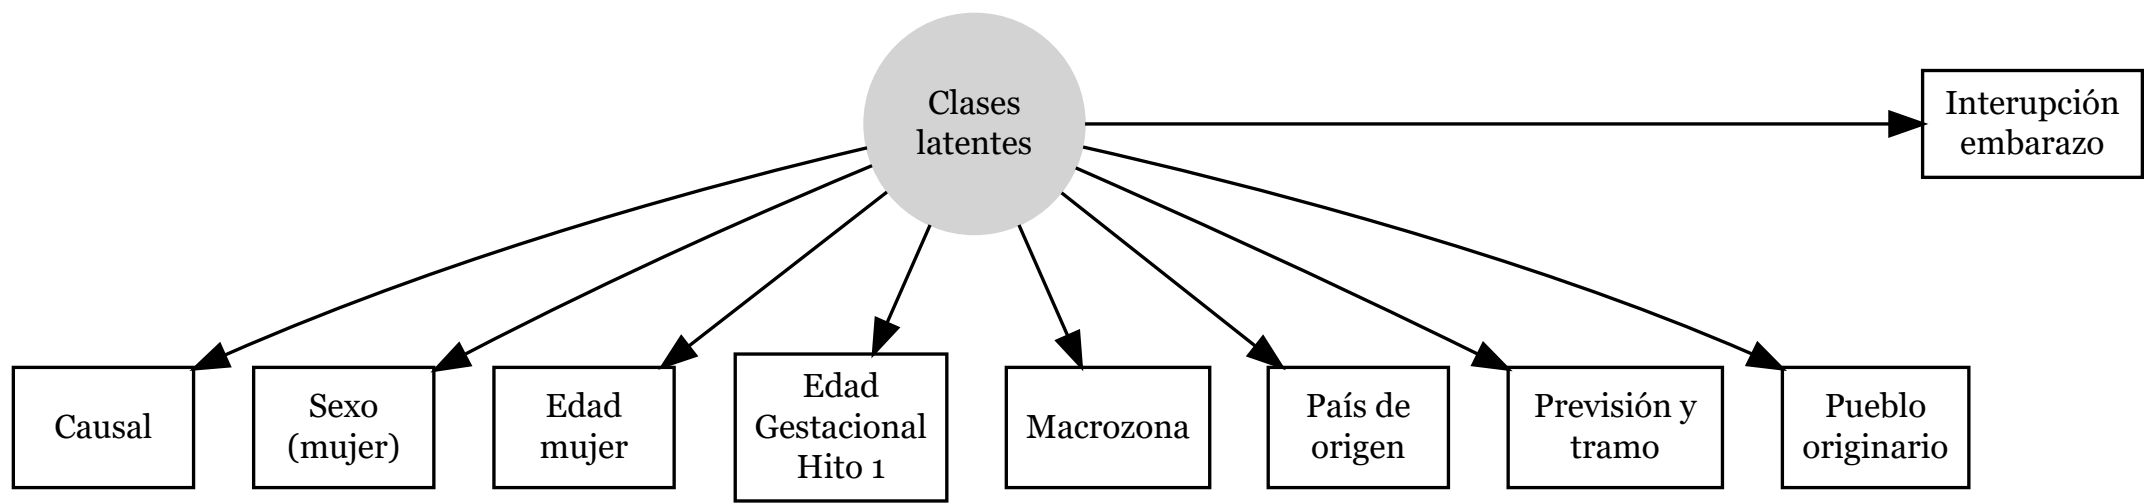 Clases
latentes
Interupción
embarazo
Causal
Sexo
(mujer)
Edad
mujer
Edad
Gestacional
Hito 1
Macrozona
País de
origen
Previsión y
tramo
Pueblo
originario